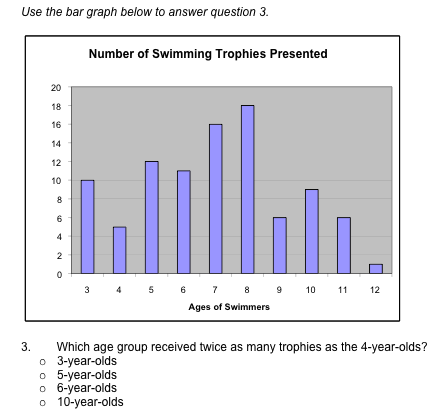 Use the bar graph below to answer question 3.
Number of Swimming Trophies Presented
20
18
16
14
12
10
8
6
4
2
0
3 4 5 6 7 8 9 10 11 12
Ages of Swimmers
3. Which age group received twice as many trophies as the 4-year-olds?
o 3-year-olds
o 5-year-olds
o 6-year-olds
o 10-year-olds